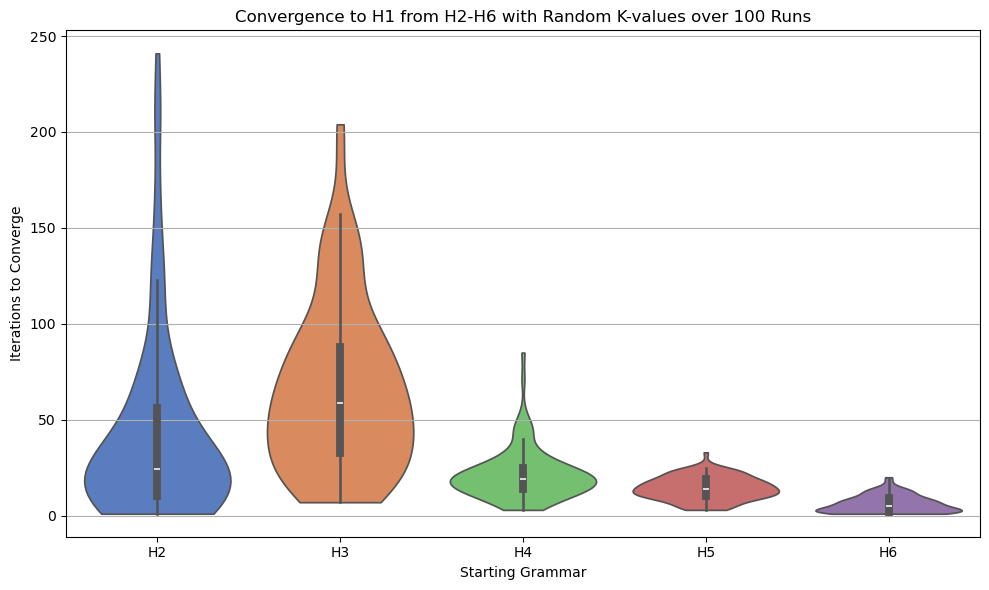 Convergence to H1 from H2-H6 with Random K-values over 100 Runs
Iterations to Converge
250
200
150
100
50
0
H2 H3 H4 H5 H6
Starting Grammar